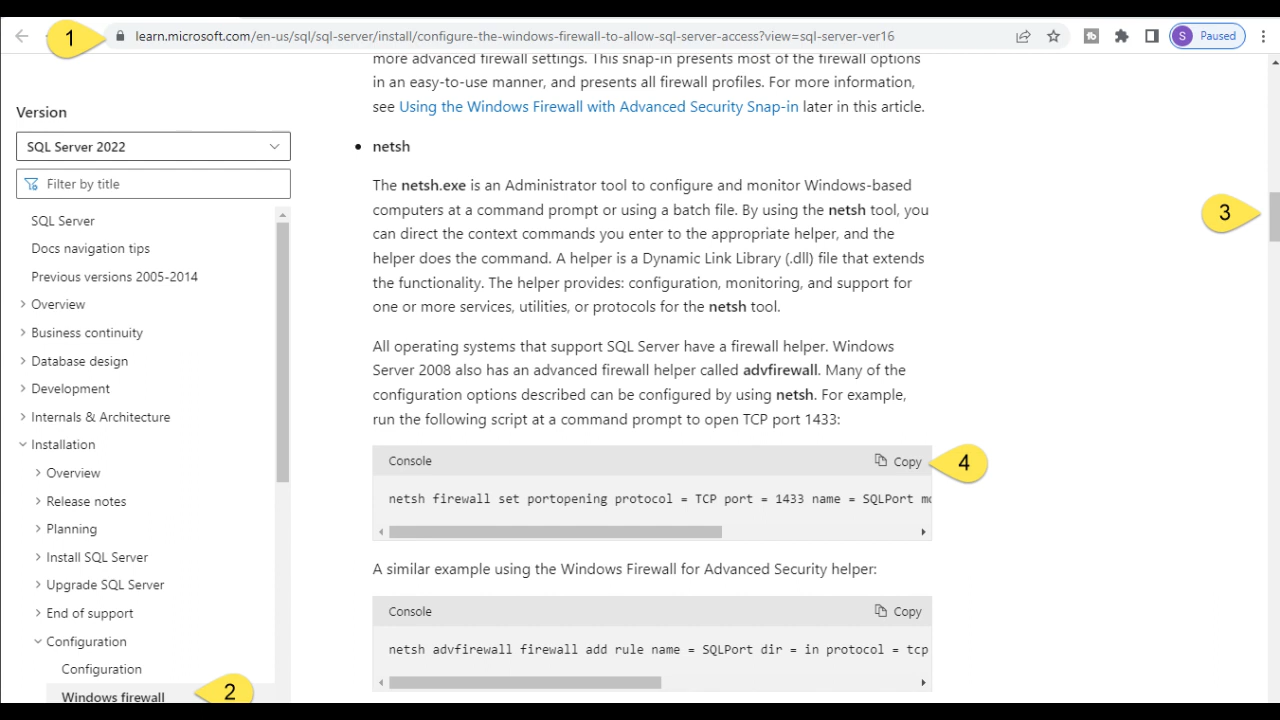 1
learn.microsoft.com/en-us/sql/sql-server/install/configure-the-windows-firewall-to-allow-sql-server-access?view=sql-server-ver16
S Paused
Version
SQL Server 2022
Filter by title
SQL Server
Docs navigation tips
Previous versions 2005-2014
Overview
Business continuity
Database design
Development
Internals & Architecture
Installation
Overview
Release notes
Planning
Install SQL Server
Upgrade SQL Server
End of support
Configuration
Configuration
Windows firewall
2
more advanced firewall settings. This snap-in presents most of the firewall options
in an easy-to-use manner, and presents all firewall profiles. For more information,
see Using the Windows Firewall with Advanced Security Snap-in later in this article.
• netsh
The netsh.exe is an Administrator tool to configure and monitor Windows-based
computers at a command prompt or using a batch file. By using the netsh tool, you
can direct the context commands you enter to the appropriate helper, and the
helper does the command. A helper is a Dynamic Link Library (.dll) file that extends
the functionality. The helper provides: configuration, monitoring, and support for
one or more services, utilities, or protocols for the netsh tool.
All operating systems that support SQL Server have a firewall helper. Windows
Server 2008 also has an advanced firewall helper called advfirewall. Many of the
configuration options described can be configured by using netsh. For example,
run the following script at a command prompt to open TCP port 1433:
Console Copy
4
netsh firewall set portopening protocol = TCP port = 1433 name = SQLPort
A similar example using the Windows Firewall for Advanced Security helper:
Console Copy
netsh advfirewall firewall add rule name = SQLPort dir = in protocol = tcp
3